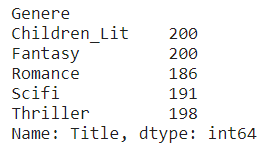 Genere
Children_Lit    200
Fantasy         200
Romance         186
Scifi           191
Thriller        198
Name: Title, dtype: int64